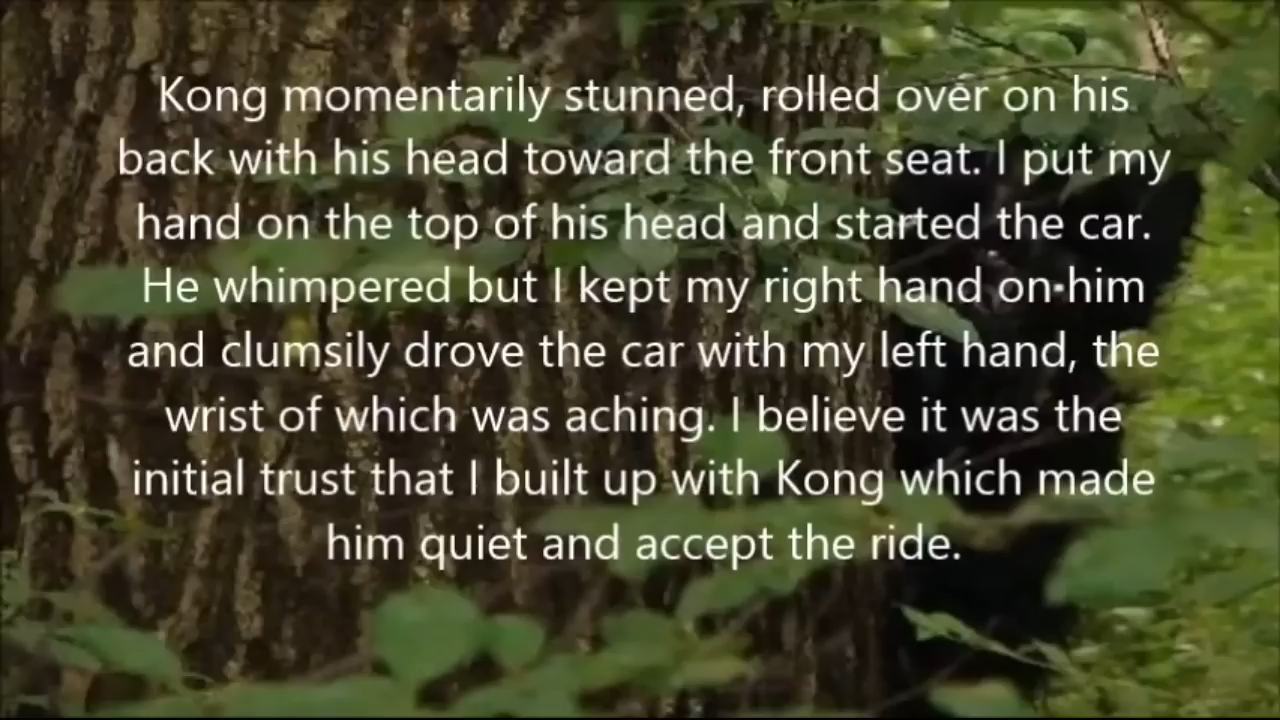 Kong momentarily stunned, rolled over on his
back with his head toward the front seat. I put my
hand on the top of his head and started the car.
He whimpered but I kept my right hand on him
and clumsily drove the car with my left hand, the
wrist of which was aching. I believe it was the
initial trust that I built up with Kong which made
him quiet and accept the ride.